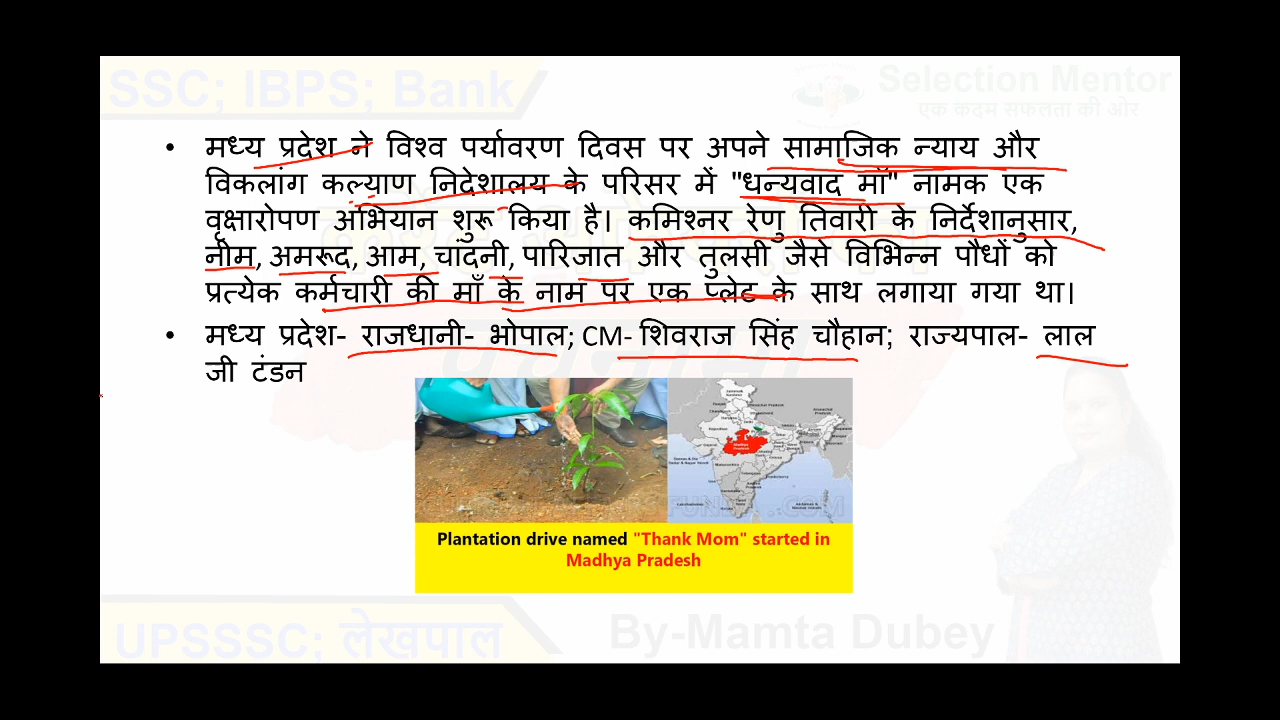 SSC; IBPS; Bank
Selection Mentor
एक कदम सफलता की ओर
• मध्य प्रदेश ने विश्व पर्यावरण दिवस पर अपने सामाजिक न्याय और
विकलांग कल्याण निदेशालय के परिसर में "धन्यवाद माँ" नामक एक
वृक्षारोपण अभियान शुरू किया है। कमिश्नर रेणु तिवारी के निर्देशानुसार,
नीम, अमरूद, आम, चांदनी, पारिजात और तुलसी जैसे विभिन्न पौधों को
प्रत्येक कर्मचारी की माँ के नाम पर एक प्लेट के साथ लगाया गया था।
• मध्य प्रदेश- राजधानी- भोपाल; CM- शिवराज सिंह चौहान; राज्यपाल- लाल
जी टंडन
Plantation drive named "Thank Mom" started in
Madhya Pradesh
UPSSSC; लेखपाल
By-Mamta Dubey